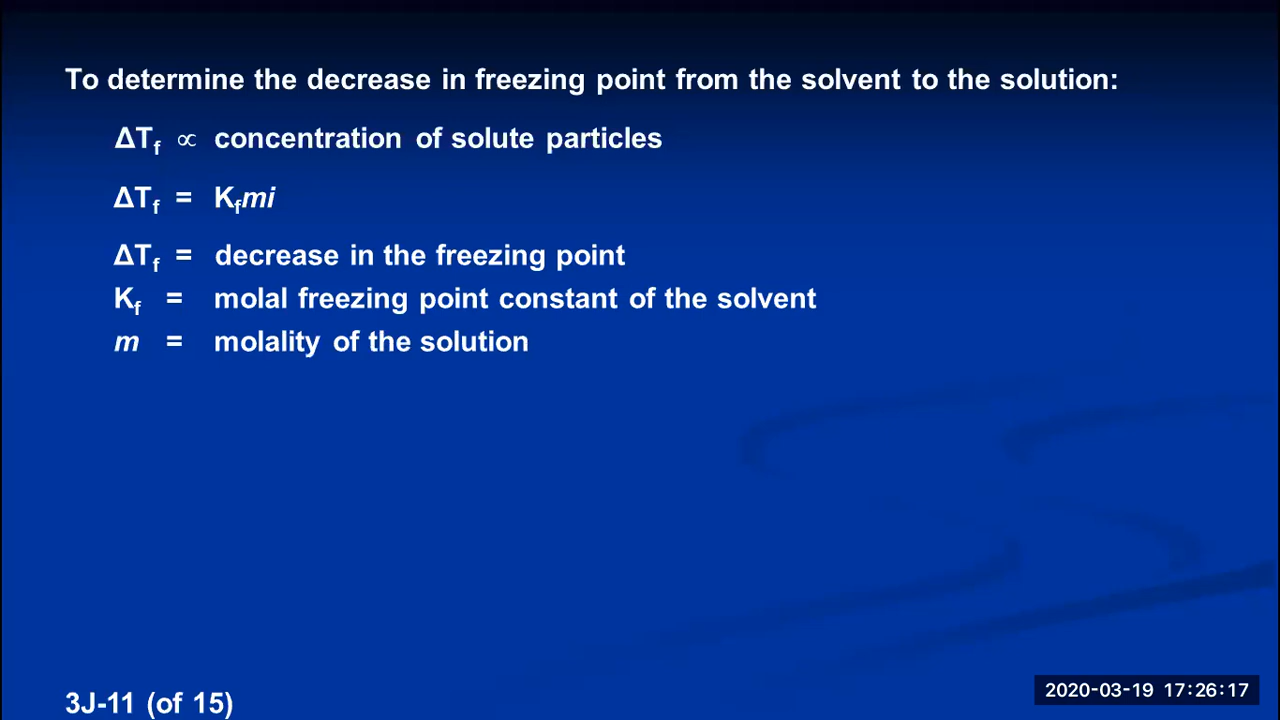 To determine the decrease in freezing point from the solvent to the solution:
ΔTf ∝ concentration of solute particles
ΔTf = Kfmi
ΔTf = decrease in the freezing point
Kf = molal freezing point constant of the solvent
m = molality of the solution
3J-11 (of 15)
2020-03-19 17:26:17